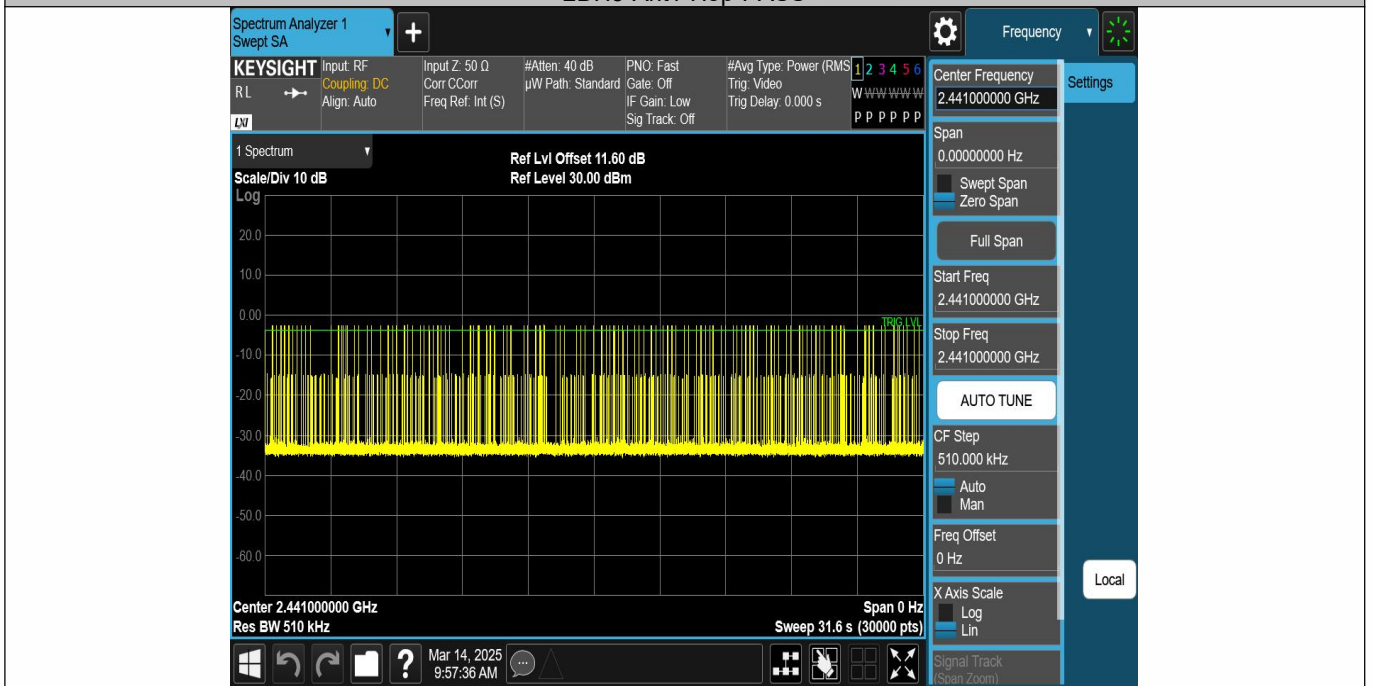 Spectrum Analyzer 1
Swept SA
+
Frequency
KEYSIGHT
RL
LXI
Input: RF
Coupling: DC
Align: Auto
Input Z: 50 Ω
Corr CCorr
Freq Ref: Int (S)
#Atten: 40 dB
µW Path: Standard
PNO: Fast
Gate: Off
IF Gain: Low
Sig Track: Off
#Avg Type: Power (RMS
Trig: Video
Trig Delay: 0.000 s
1 2 3 4 5 6
W W W W W W
P P P P P P
1 Spectrum
Scale/Div 10 dB
Ref Lvl Offset 11.60 dB
Ref Level 30.00 dBm
Log
20.0
10.0
0.00
-10.0
-20.0
-30.0
-40.0
-50.0
-60.0
TRIG LVL
Center 2.441000000 GHz
Res BW 510 kHz
Span 0 Hz
Sweep 31.6 s (30000 pts)
Mar 14, 2025
9:57:36 AM
Center Frequency
2.441000000 GHz
Settings
Span
0.00000000 Hz
Swept Span
Zero Span
Full Span
Start Freq
2.441000000 GHz
Stop Freq
2.441000000 GHz
AUTO TUNE
CF Step
510.000 kHz
Auto
Man
Freq Offset
0 Hz
X Axis Scale
Log
Lin
Local
Signal Track
(Span Zoom)